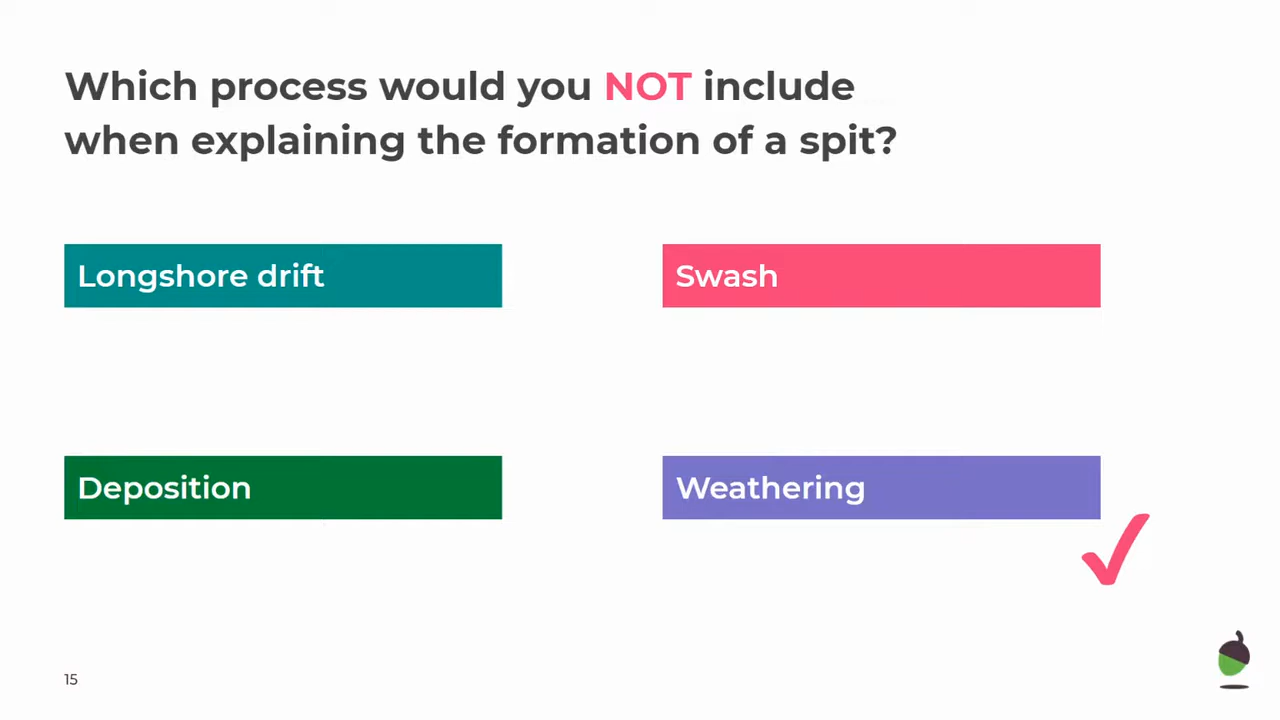 Which process would you NOT include
when explaining the formation of a spit?
Longshore drift
Swash
Deposition
Weathering
15